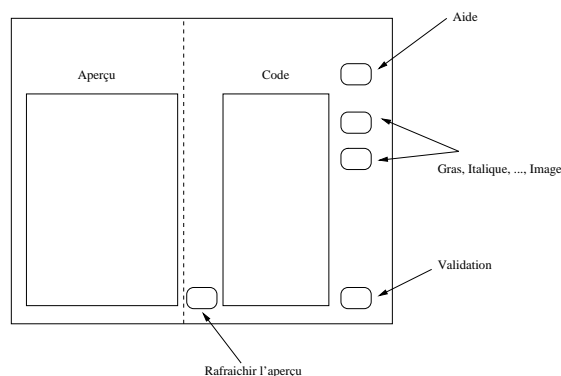 Aide
Aperçu
Code
Gras, Italique, ..., Image
Validation
Rafraichir l'aperçu